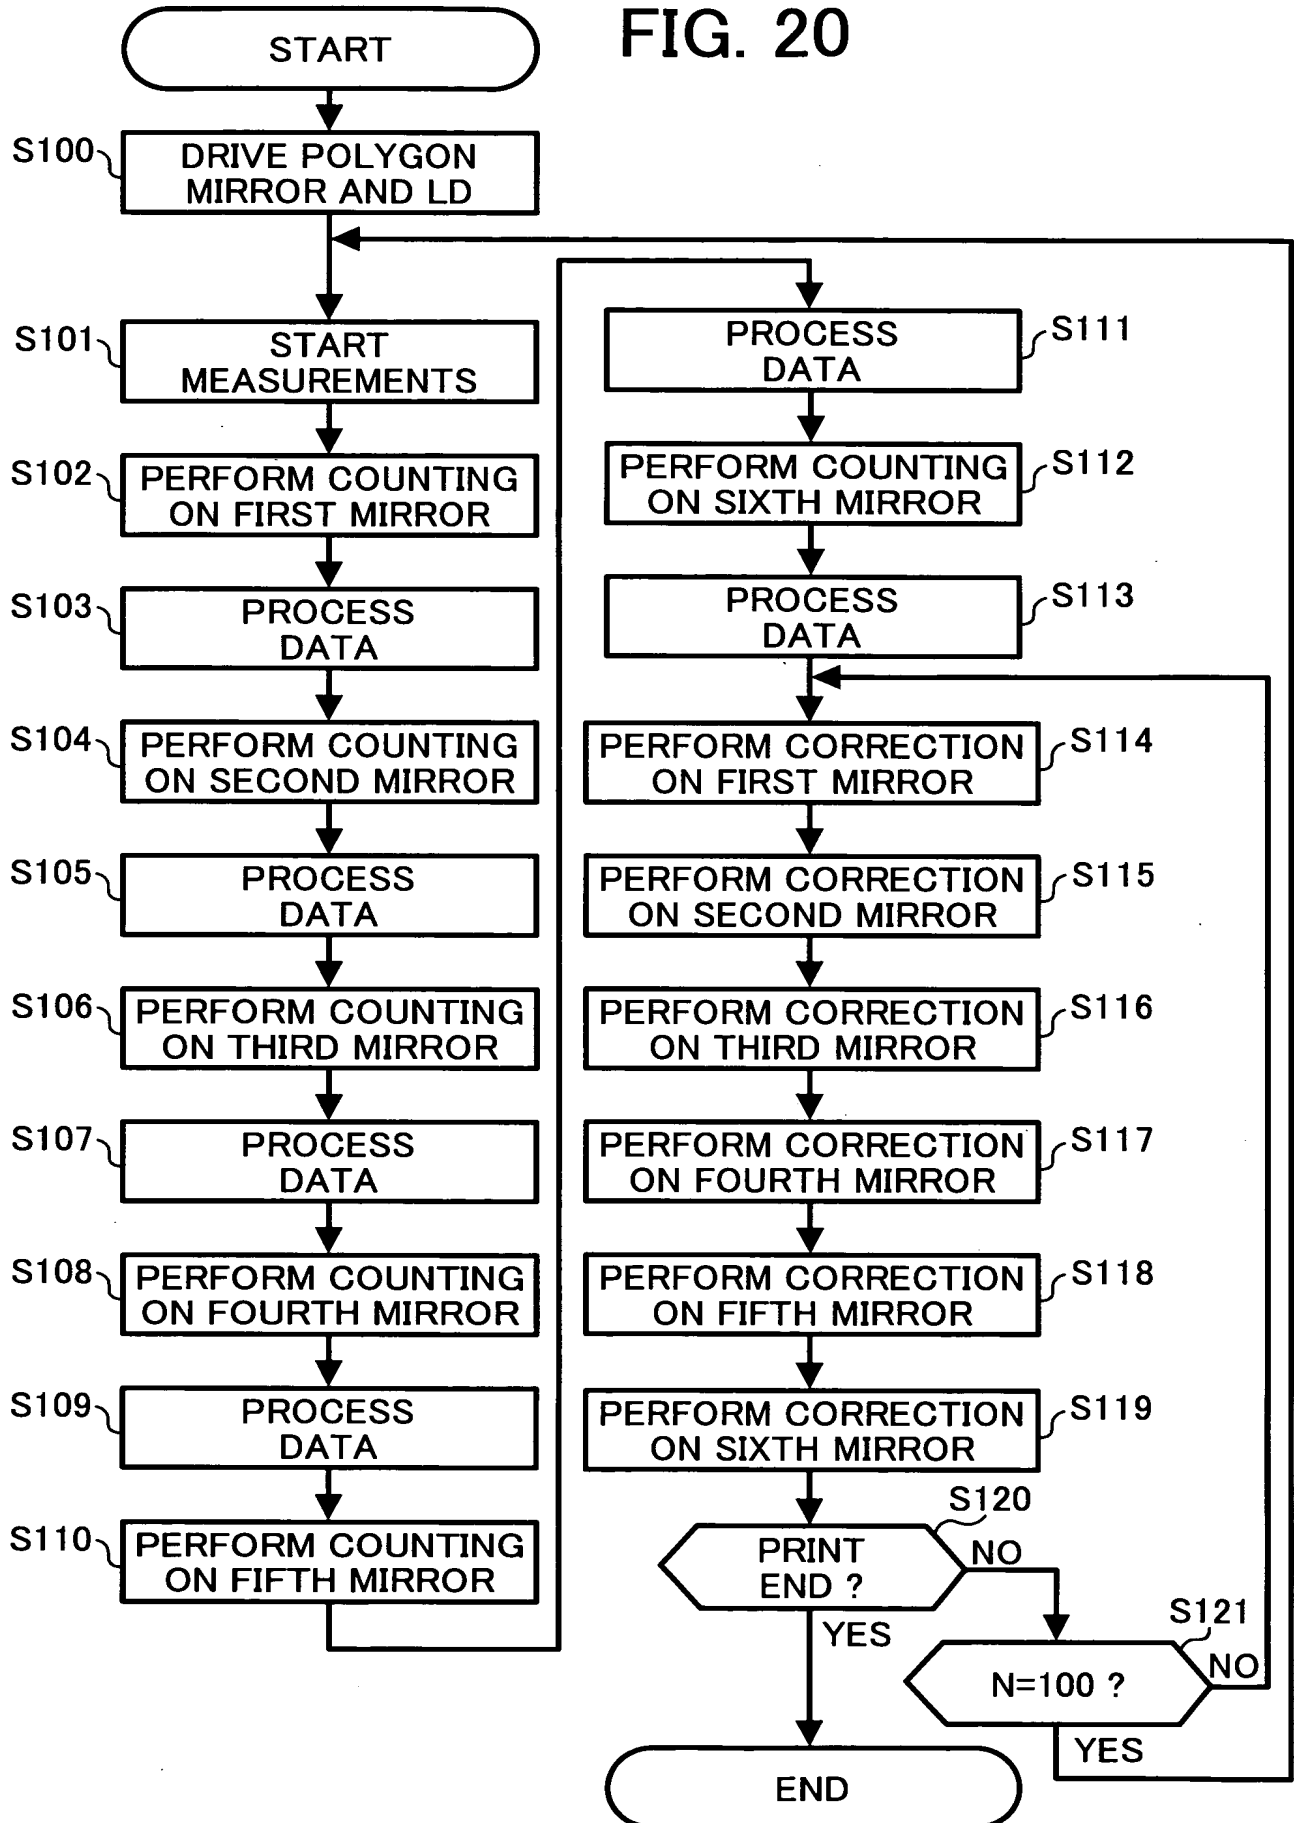 FIG. 20
START
S100
DRIVE POLYGON
MIRROR AND LD
S101
START
MEASUREMENTS
S102
PERFORM COUNTING
ON FIRST MIRROR
S103
PROCESS
DATA
S104
PERFORM COUNTING
ON SECOND MIRROR
S105
PROCESS
DATA
S106
PERFORM COUNTING
ON THIRD MIRROR
S107
PROCESS
DATA
S108
PERFORM COUNTING
ON FOURTH MIRROR
S109
PROCESS
DATA
S110
PERFORM COUNTING
ON FIFTH MIRROR
PROCESS
DATA
S111
PERFORM COUNTING
ON SIXTH MIRROR
S112
PROCESS
DATA
S113
PERFORM CORRECTION
ON FIRST MIRROR
S114
PERFORM CORRECTION
ON SECOND MIRROR
S115
PERFORM CORRECTION
ON THIRD MIRROR
S116
PERFORM CORRECTION
ON FOURTH MIRROR
S117
PERFORM CORRECTION
ON FIFTH MIRROR
S118
PERFORM CORRECTION
ON SIXTH MIRROR
S119
S120
PRINT
END ?
NO
YES
S121
N=100 ?
NO
YES
END